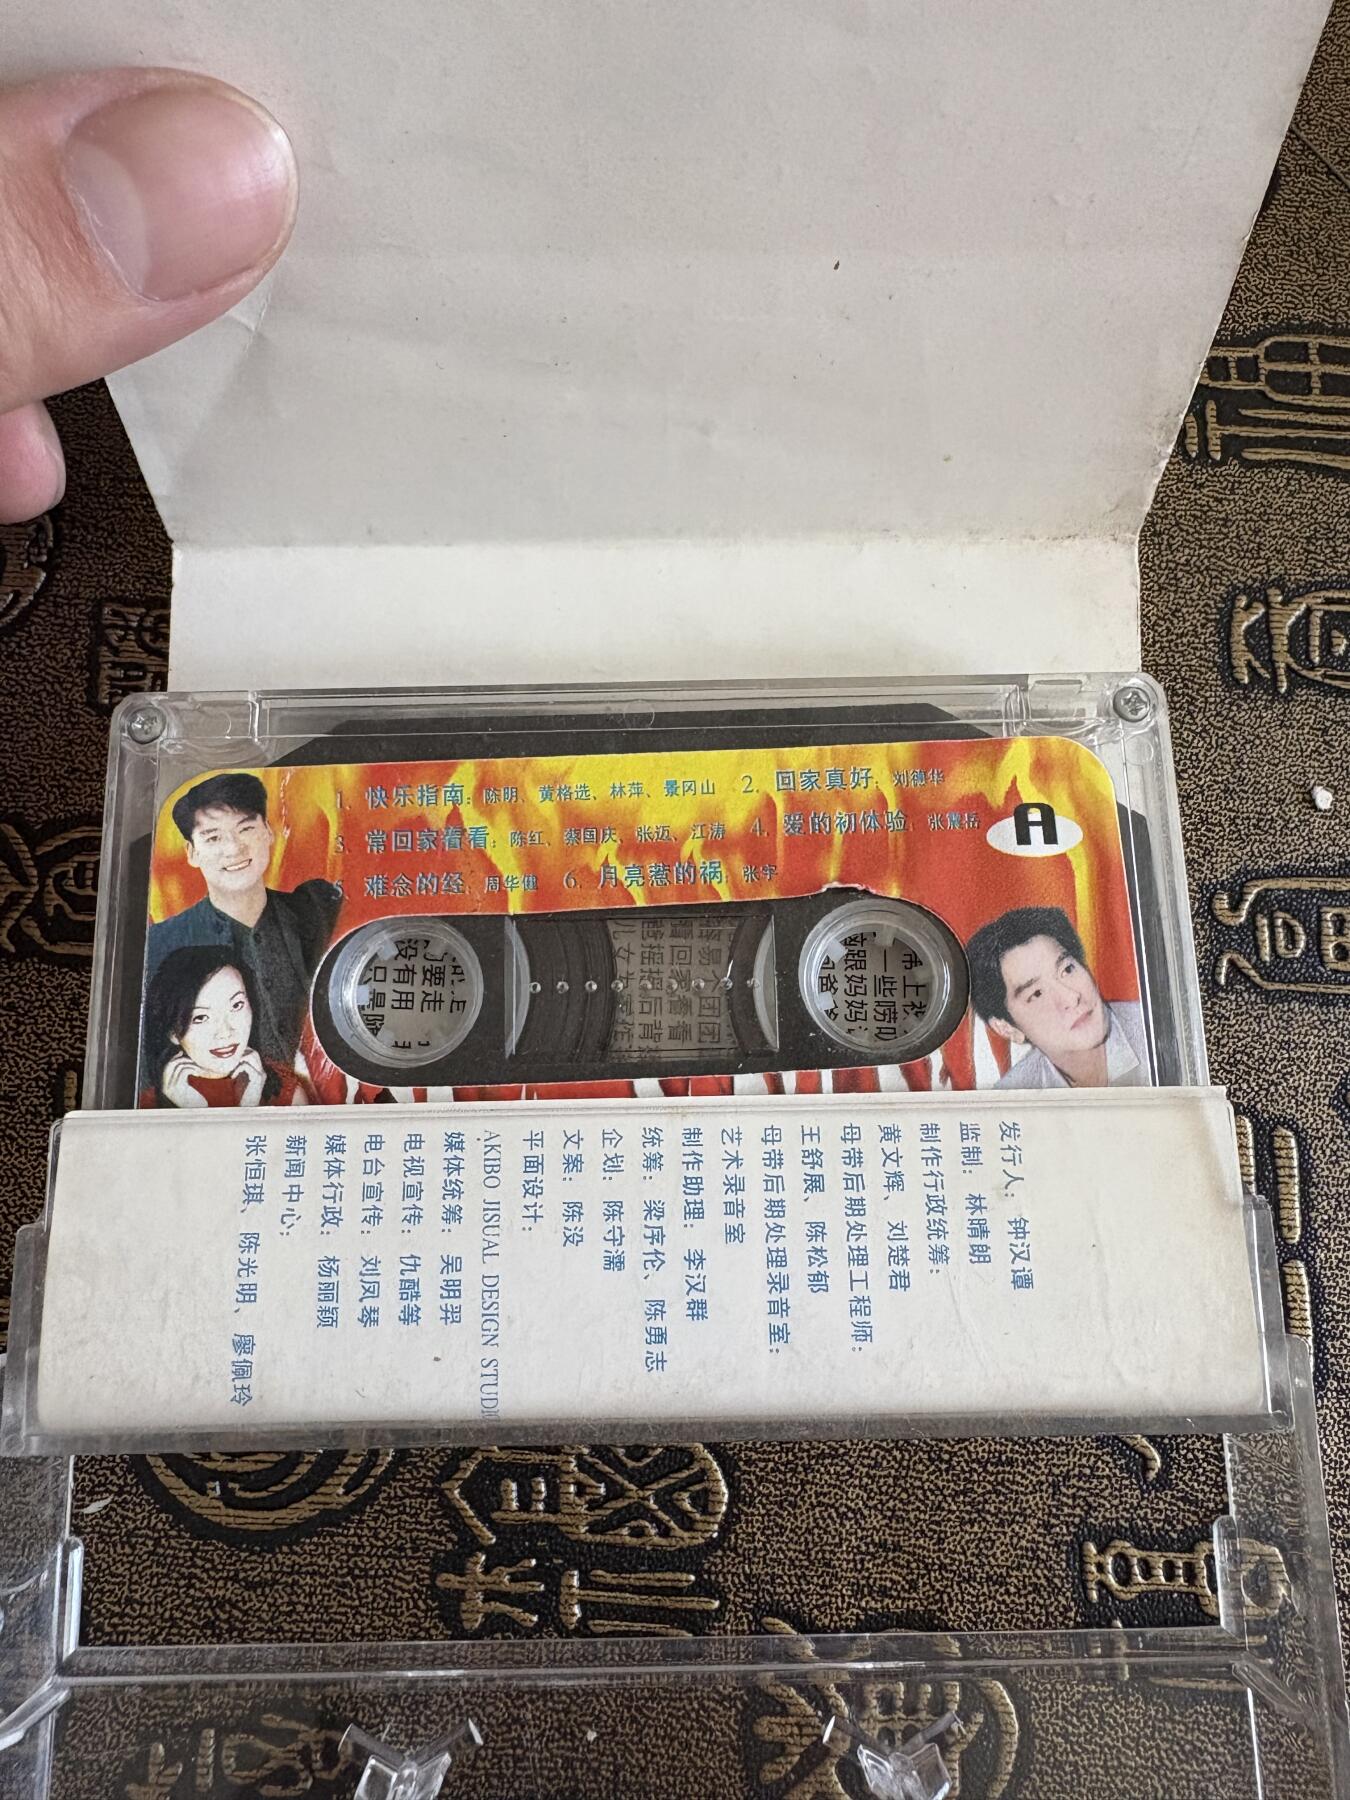 1. 快乐指南：陈明、黄格选、林萍、景冈山 2. 回家真好：刘德华
3. 常回家看看：陈红、蔡国庆、张迈、江涛 4. 爱的初体验：张震岳
5. 难念的经：周华健 6. 月亮惹的祸：张宇
A
发行人：钟汉谭
监制：林晴朗
制作行政统筹：
黄文辉、刘楚君
母带后期处理工程师：
王舒展、陈松郁
母带后期处理录音室：
艺术录音室
制作助理：李汉群
统筹：梁序伦、陈勇志
企划：陈守濡
文案：陈没
平面设计：
AKIBO JISUAL DESIGN STUDIO
媒体统筹：吴明羿
电视宣传：仇酷等
电台宣传：刘凤琴
媒体行政：杨丽颖
新闻中心：
张恒琪、陈光明、廖佩玲